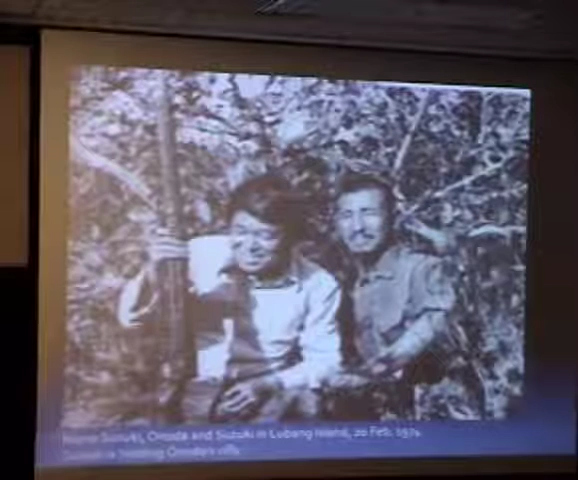 Norio Suzuki, Onoda and Suzuki in Lubang Island, 20 Feb. 1974
Suzuki is holding Onoda's rifle